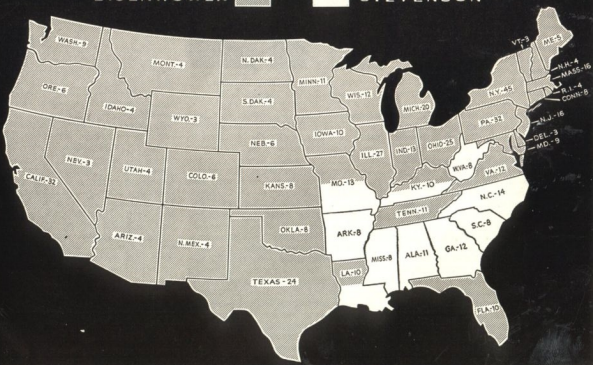 EISENHOWER STEVENSON
WASH.-9
ORE.-6
CALIF.-32
NEV.-3
IDAHO-4
MONT.-4
WYO.-3
UTAH-4
COLO.-6
ARIZ.-4
N.MEX.-4
N.DAK.-4
S.DAK.-4
NEB.-6
KANS.-8
OKLA.-8
TEXAS-24
MINN.-11
IOWA-10
MO.-13
ARK.-8
LA.-10
WIS.-12
ILL.-27
MICH.-20
IND.-13
OHIO-25
KY.-10
TENN.-11
MISS.-8
ALA.-11
GA.-12
FLA.-10
S.C.-8
N.C.-14
VA.-12
W.VA.-8
PA.-32
N.Y.-45
VT.-3
ME.-5
N.H.-4
MASS.-16
R.I.-4
CONN.-8
N.J.-16
DEL.-3
MD.-9